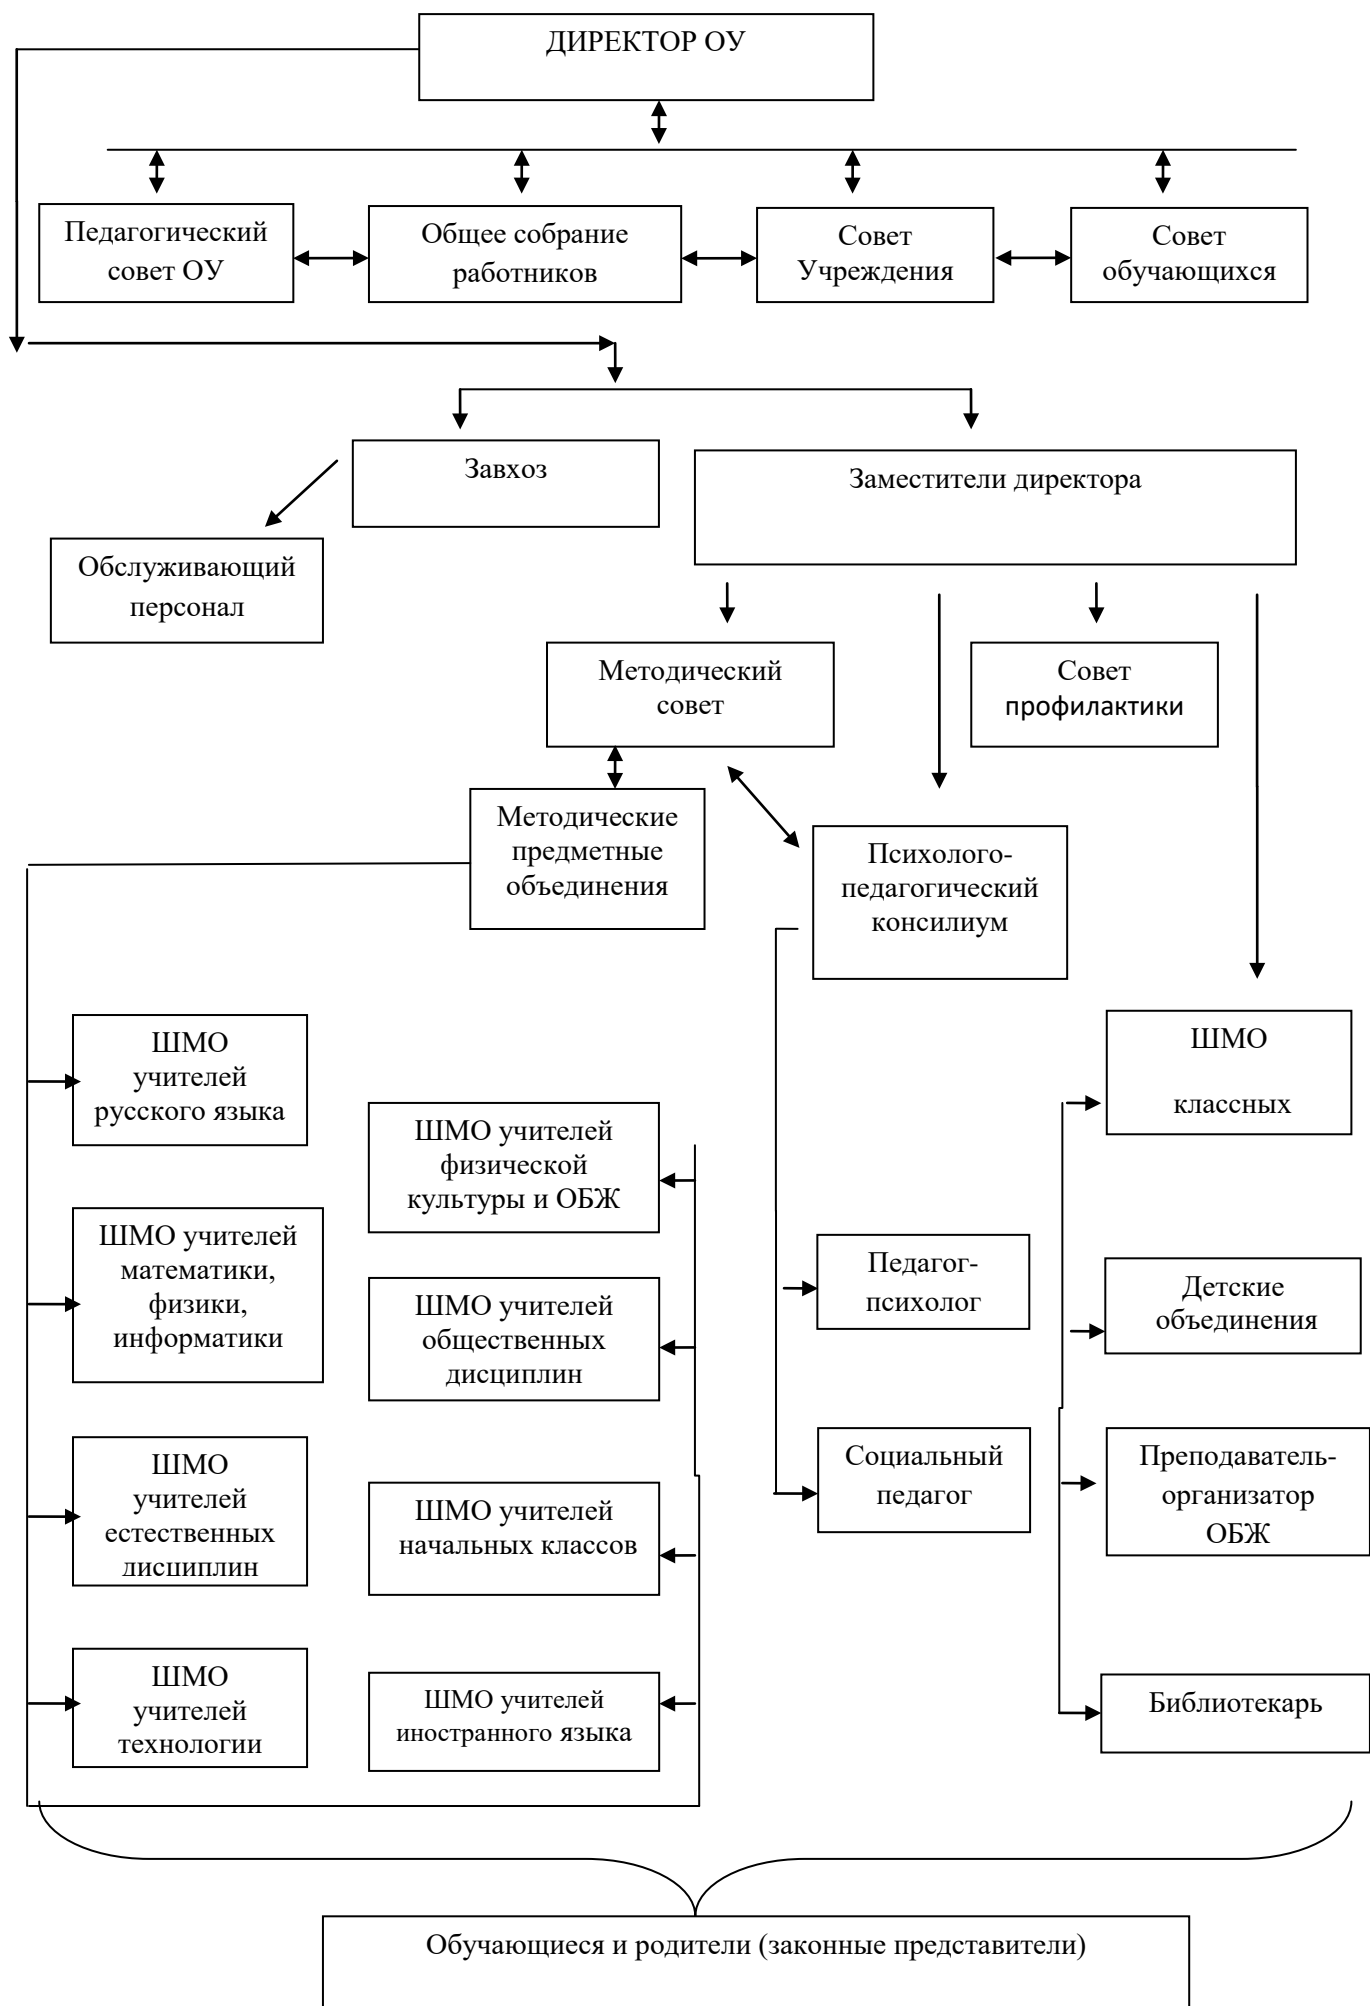 ДИРЕКТОР ОУ
Педагогический
совет ОУ
Общее собрание
работников
Совет
Учреждения
Совет
обучающихся
Завхоз
Заместители директора
Обслуживающий
персонал
Методический
совет
Совет
профилактики
Методические
предметные
объединения
Психолого-
педагогический
консилиум
ШМО
учителей
русского языка
ШМО
классных
ШМО учителей
физической
культуры и ОБЖ
ШМО учителей
математики,
физики,
информатики
Педагог-
психолог
Детские
объединения
ШМО учителей
общественных
дисциплин
ШМО
учителей
естественных
дисциплин
ШМО учителей
начальных классов
Социальный
педагог
Преподаватель-
организатор
ОБЖ
ШМО
учителей
технологии
ШМО учителей
иностранного языка
Библиотекарь
Обучающиеся и родители (законные представители)